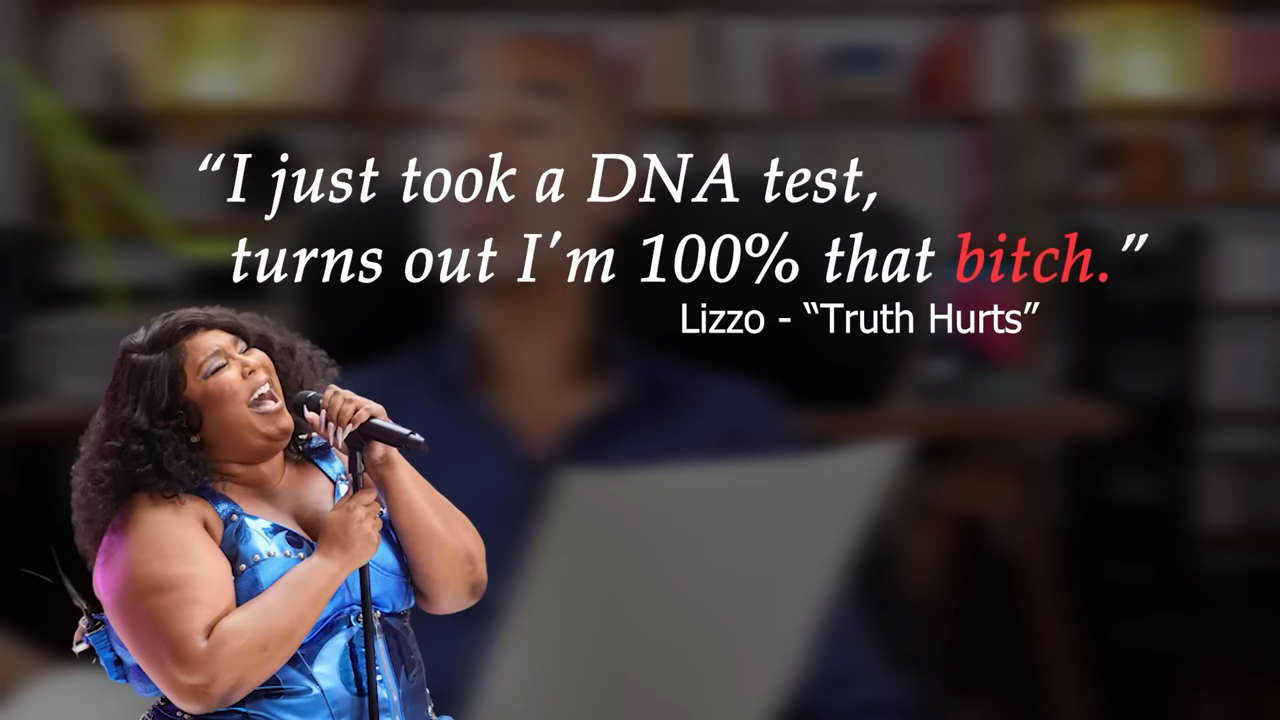 “I just took a DNA test,
turns out I'm 100% that bitch.”
Lizzo - “Truth Hurts”